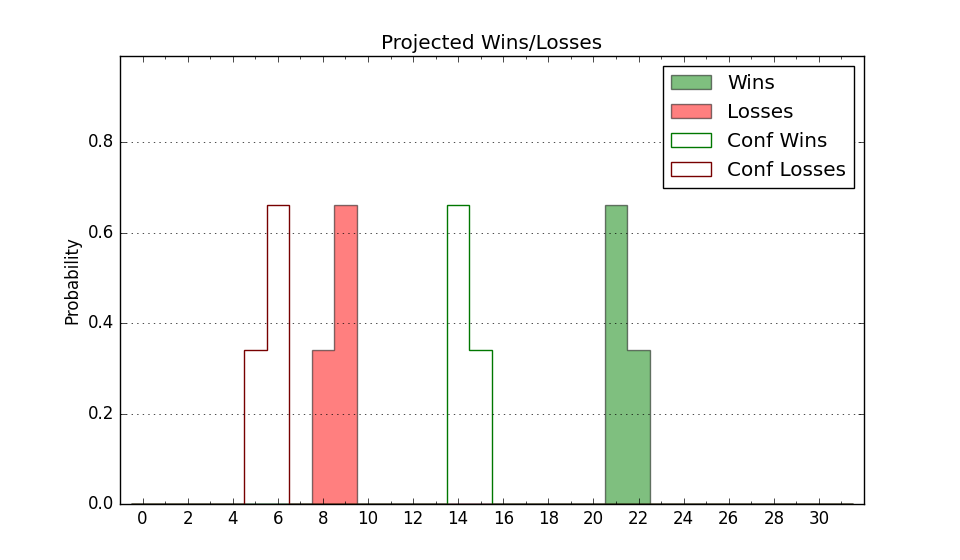 Projected Wins/Losses
Wins
Losses
Conf Wins
Conf Losses
Probability
0.8
0.6
0.4
0.2
0.0
0 2 4 6 8 10 12 14 16 18 20 22 24 26 28 30